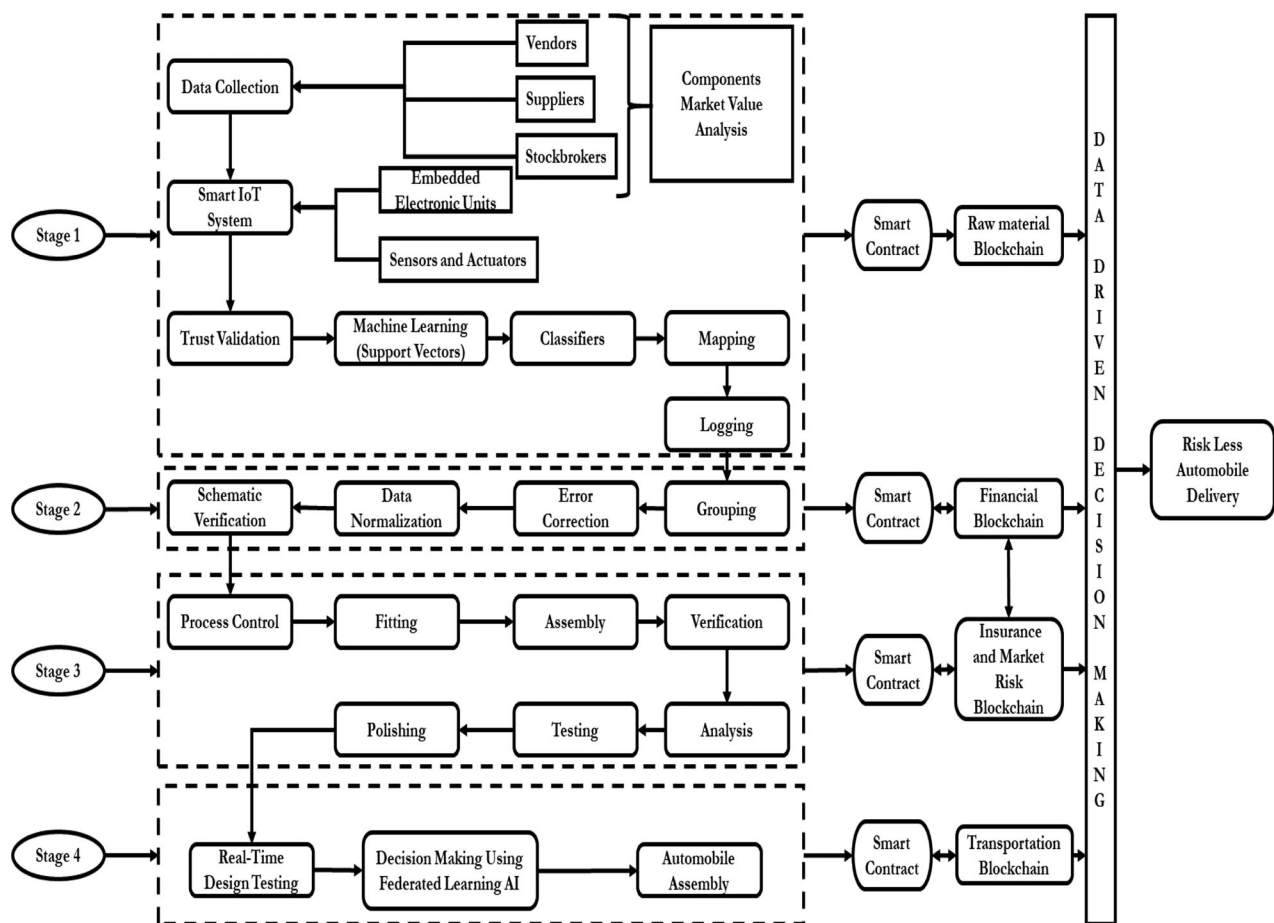 Vendors
Data Collection
Suppliers
Components
Market Value
Analysis
Stockbrokers
Embedded
Electronic Units
Smart IoT
System
Stage 1
Sensors and Actuators
Smart
Contract
Raw material
Blockchain
Trust Validation
Machine Learning
(Support Vectors)
Classifiers
Mapping
Logging
Stage 2
Schematic
Verification
Data
Normalization
Error
Correction
Grouping
Smart
Contract
Financial
Blockchain
DATA DRIVEN DECISION MAKING
Risk Less
Automobile
Delivery
Process Control
Fitting
Assembly
Verification
Stage 3
Smart
Contract
Insurance
and Market
Risk
Blockchain
Polishing
Testing
Analysis
Stage 4
Real-Time
Design Testing
Decision Making Using
Federated Learning AI
Automobile
Assembly
Smart
Contract
Transportation
Blockchain